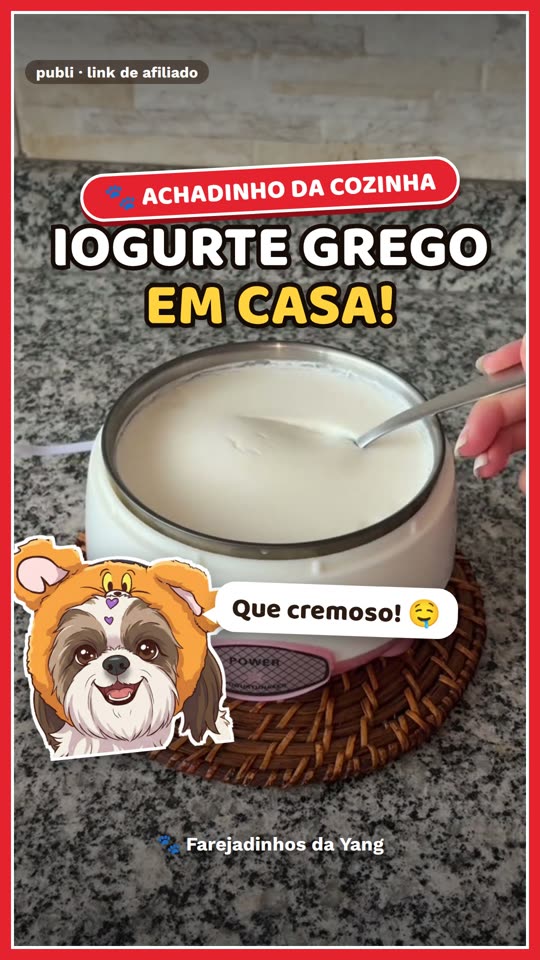 publi · link de afiliado
🐾 ACHADINHO DA COZINHA
IOGURTE GREGO
EM CASA!
Que cremoso! 🤤
POWER
🐾 Farejadinhos da Yang